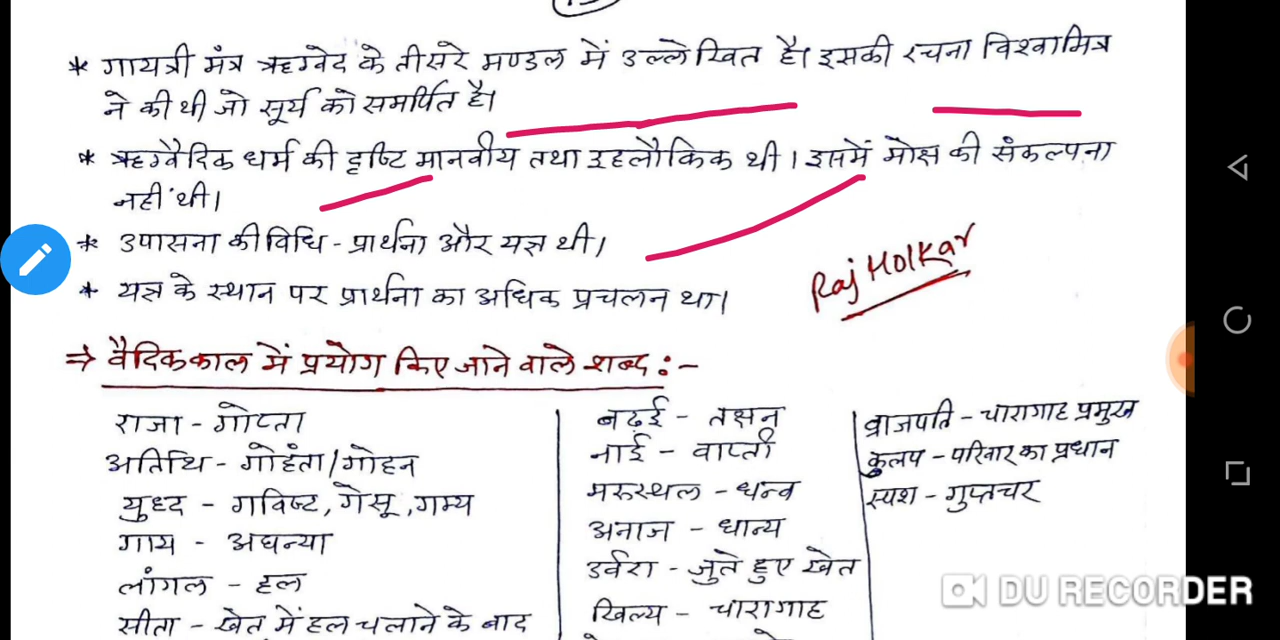 * गायत्री मंत्र ऋग्वेद के तीसरे मण्डल में उल्लेखित है। इसकी रचना विश्वामित्र
ने की थी जो सूर्य को समर्पित है।
* ऋग्वैदिक धर्म की दृष्टि मानवीय तथा इहलौकिक थी। इसमें मोक्ष की संकल्पना
नहीं थी।
* उपासना की विधि - प्रार्थना और यज्ञ थी।
* यज्ञ के स्थान पर प्रार्थना का अधिक प्रचलन था।
Raj Holkar
⇒ वैदिक काल में प्रयोग किए जाने वाले शब्द :-
राजा - गोप्ता
अतिथि - गोहंता/गोहन
युध्द - गविष्ट, गेसू, गम्य
गाय - अघन्या
लांगल - हल
सीता - खेत में हल चलाने के बाद
बढ़ई - तक्षन
नाई - वाप्ती
मरुस्थल - धन्व
अनाज - धान्य
उर्वरा - जुते हुए खेत
खिल्य - चारागाह
व्राजपति - चारागाह प्रमुख
कुलप - परिवार का प्रधान
स्पश - गुप्तचर
DU RECORDER